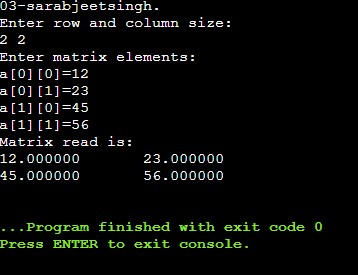 03-sarabjeetsingh.
Enter row and column size:
2 2
Enter matrix elements:
a[0][0]=12
a[0][1]=23
a[1][0]=45
a[1][1]=56
Matrix read is:
12.000000 23.000000
45.000000 56.000000
...Program finished with exit code 0
Press ENTER to exit console.